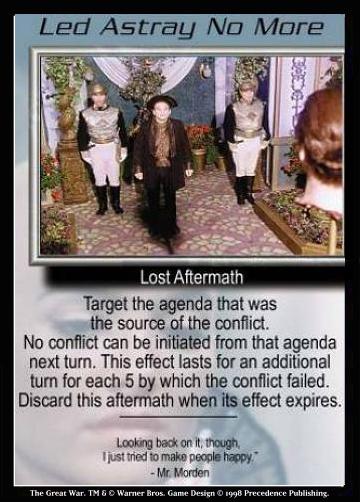 Led Astray No More
Lost Aftermath
Target the agenda that was
the source of the conflict.
No conflict can be initiated from that agenda
next turn. This effect lasts for an additional
turn for each 5 by which the conflict failed.
Discard this aftermath when its effect expires.
Looking back on it, though,
I just tried to make people happy."
- Mr. Morden
The Great War. TM & © Warner Bros. Game Design © 1998 Precedence Publishing.